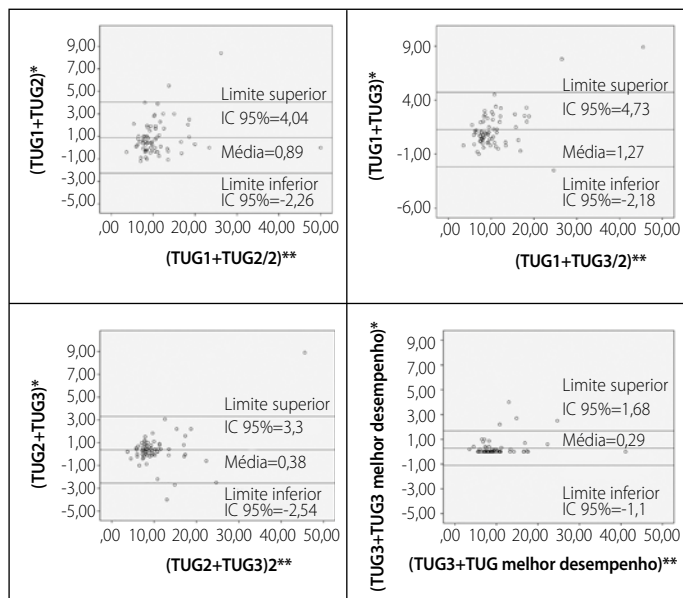 (TUG1+TUG2)*
9,00
7,00
5,00
3,00
1,00
-1,00
-3,00
-5,00
Limite superior
IC 95%=4,04
Média=0,89
Limite inferior
IC 95%=-2,26
,00 10,00 20,00 30,00 40,00 50,00
(TUG1+TUG2/2)**
(TUG1+TUG3)*
9,00
4,00
-1,00
-6,00
Limite superior
IC 95%=4,73
Média=1,27
Limite inferior
IC 95%=-2,18
,00 10,00 20,00 30,00 40,00 50,00
(TUG1+TUG3/2)**
(TUG2+TUG3)*
9,00
7,00
5,00
3,00
1,00
-1,00
-3,00
-5,00
Limite superior
IC 95%=3,3
Média=0,38
Limite inferior
IC 95%=-2,54
,00 10,00 20,00 30,00 40,00 50,00
(TUG2+TUG3)2**
(TUG3+TUG3 melhor desempenho)*
9,00
7,00
5,00
3,00
1,00
-1,00
-3,00
-5,00
Limite superior
IC 95%=1,68
Média=0,29
Limite inferior
IC 95%=-1,1
,00 10,00 20,00 30,00 40,00 50,00
(TUG3+TUG melhor desempenho)**